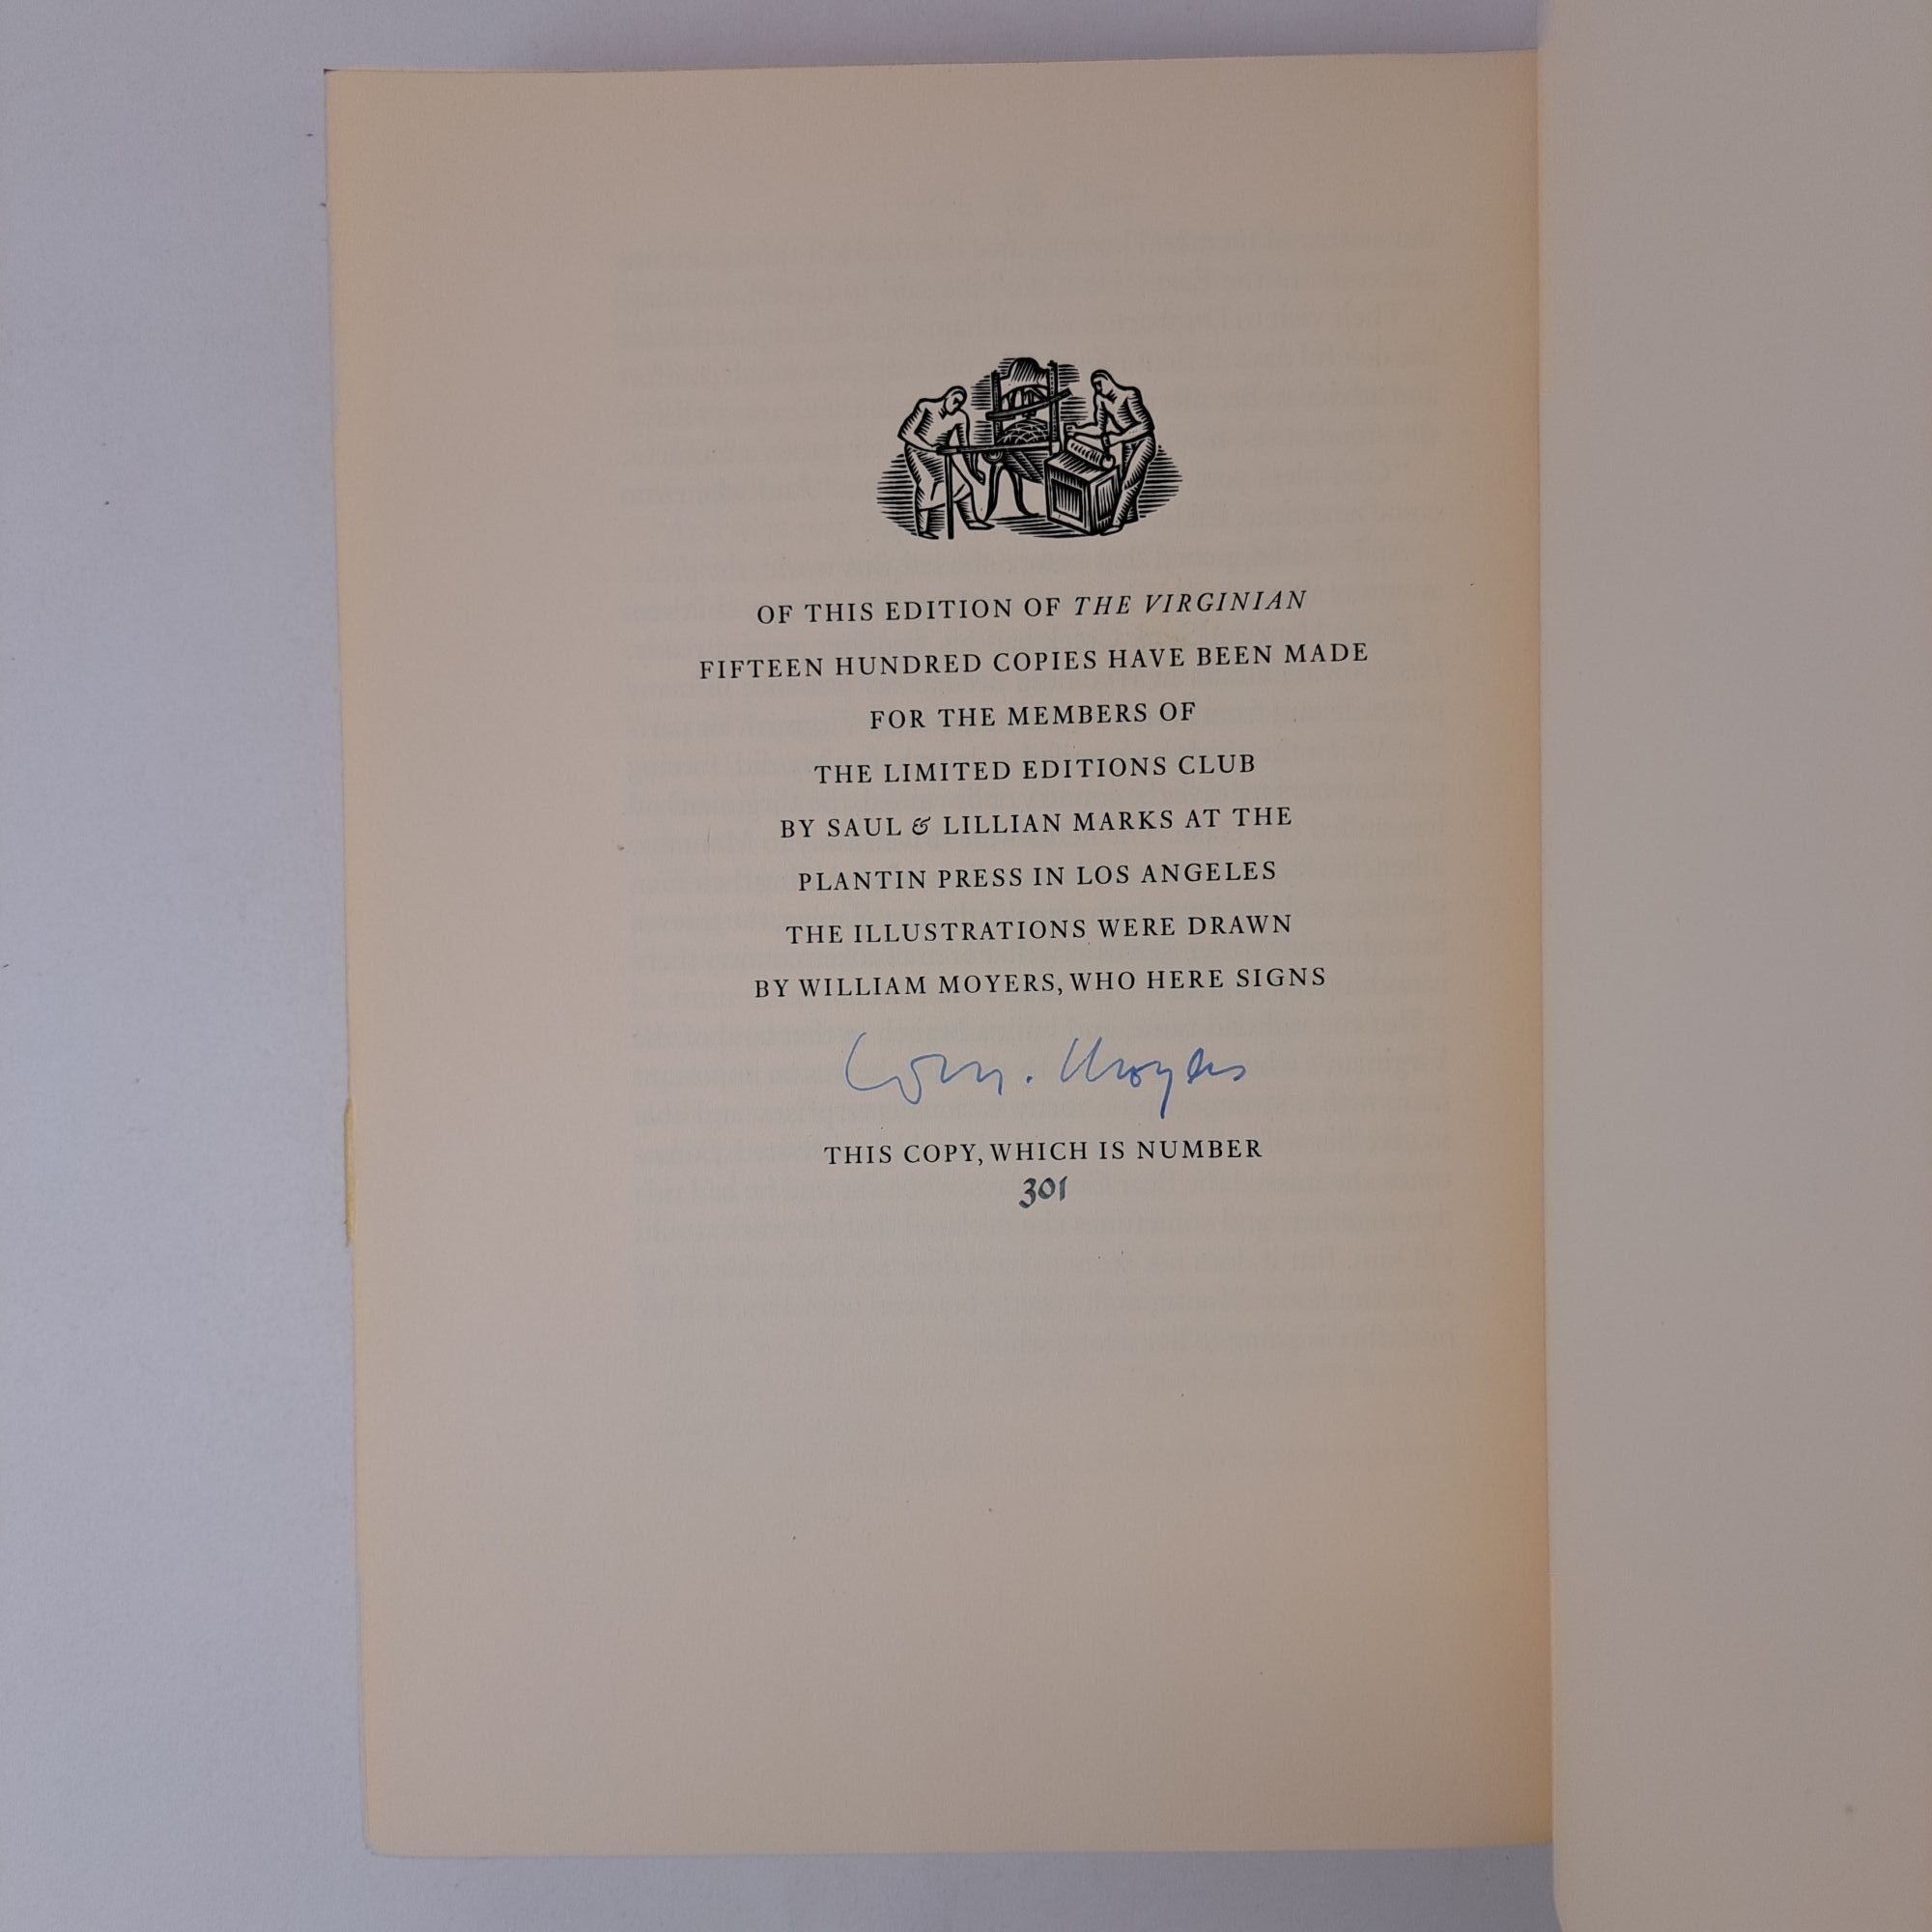 OF THIS EDITION OF THE VIRGINIAN
FIFTEEN HUNDRED COPIES HAVE BEEN MADE
FOR THE MEMBERS OF
THE LIMITED EDITIONS CLUB
BY SAUL & LILLIAN MARKS AT THE
PLANTIN PRESS IN LOS ANGELES
THE ILLUSTRATIONS WERE DRAWN
BY WILLIAM MOYERS, WHO HERE SIGNS
Wm. Moyers
THIS COPY, WHICH IS NUMBER
301